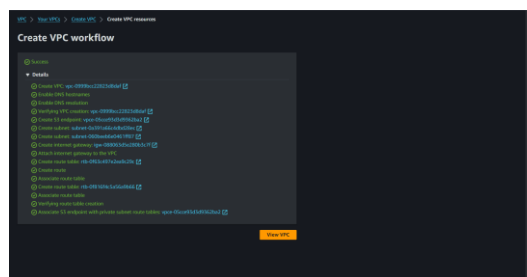 VPC > Your VPCs > Create VPC > Create VPC resources
Create VPC workflow
Success
Details
Create VPC:
Enable DNS hostnames
Enable DNS resolution
Verifying VPC creation:
Create S3 endpoint:
Create subnet:
Create subnet:
Create internet gateway:
Attach internet gateway to the VPC
Create route table:
Create route
Associate route table
Create route table:
Associate route table
Verifying route table creation
Associate S3 endpoint with private subnet route tables:
View VPC